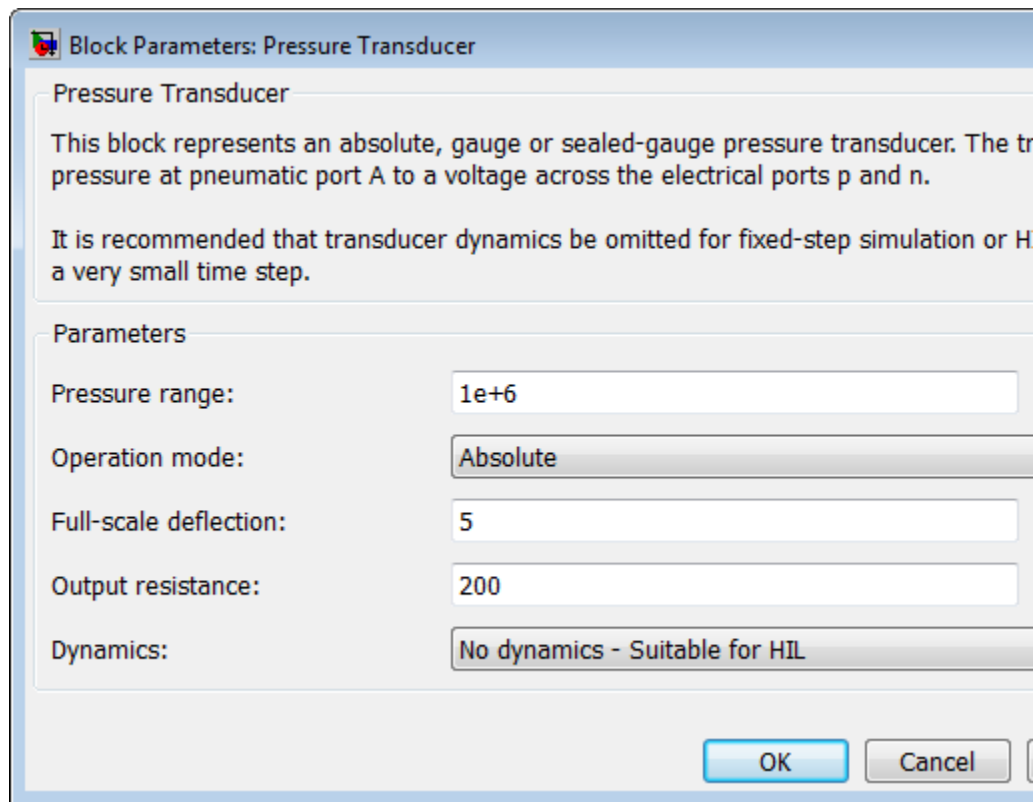 Block Parameters: Pressure Transducer
Pressure Transducer
This block represents an absolute, gauge or sealed-gauge pressure transducer. The
pressure at pneumatic port A to a voltage across the electrical ports p and n.
It is recommended that transducer dynamics be omitted for fixed-step simulation or
a very small time step.
Parameters
Pressure range: 1e+6
Operation mode: Absolute
Full-scale deflection: 5
Output resistance: 200
Dynamics: No dynamics - Suitable for HIL
OK Cancel